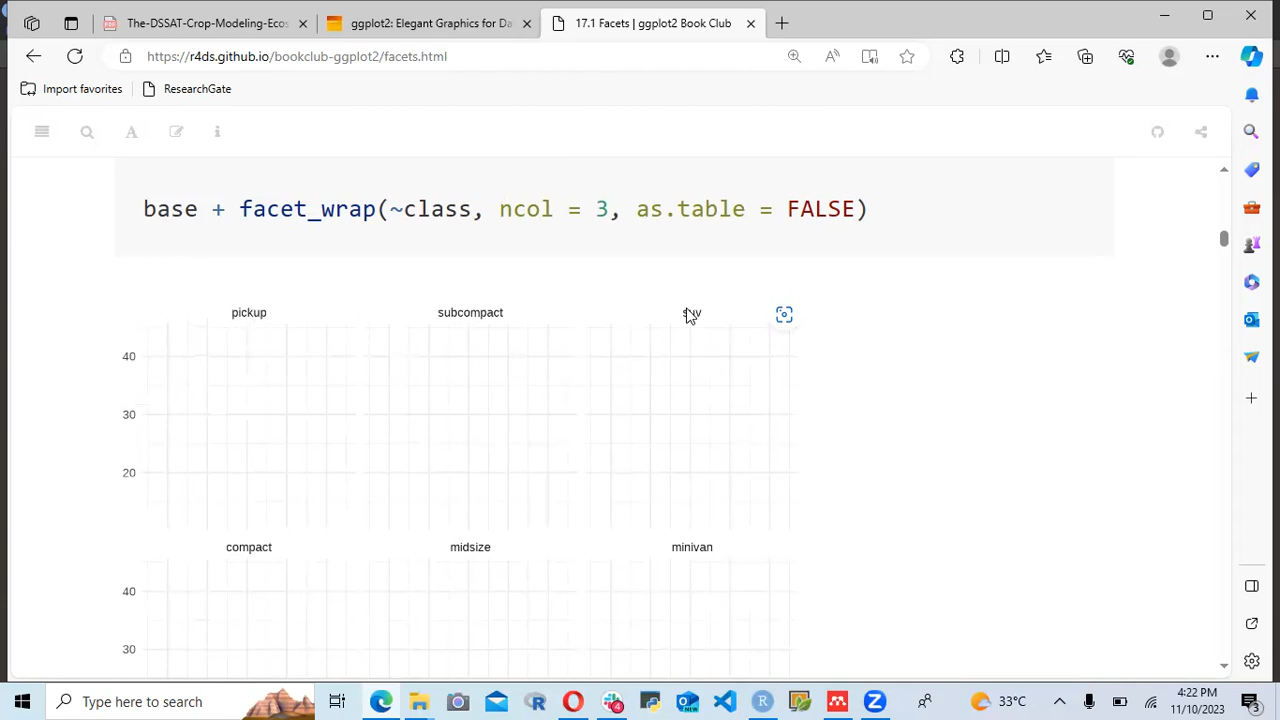 The-DSSAT-Crop-Modeling-Ecos
ggplot2: Elegant Graphics for Da
17.1 Facets | ggplot2 Book Club
https://r4ds.github.io/bookclub-ggplot2/facets.html
Import favorites
ResearchGate
base + facet_wrap(~class, ncol = 3, as.table = FALSE)
pickup subcompact suv
40
30
20
compact midsize minivan
40
30
Type here to search
33°C
4:22 PM
11/10/2023